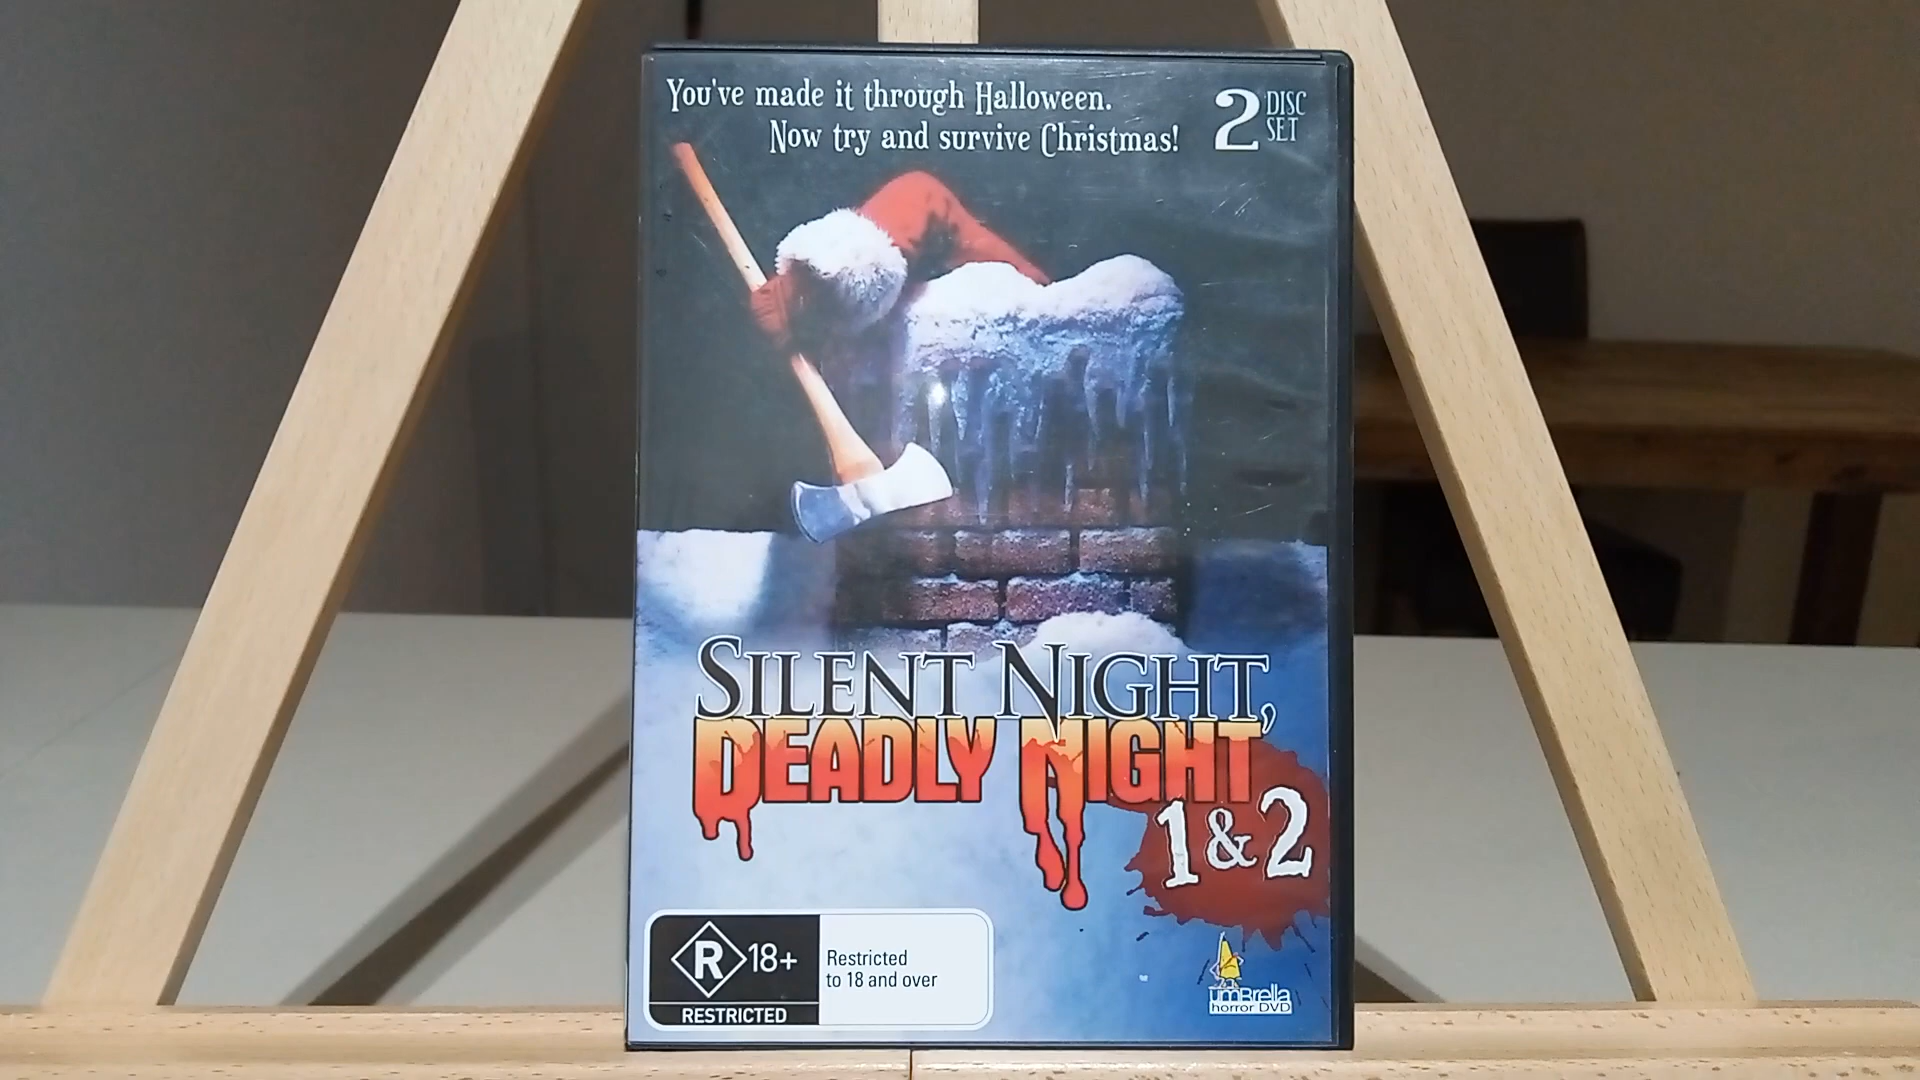 You've made it through Halloween.
Now try and survive Christmas!
2 DISC
SET
SILENT NIGHT,
DEADLY NIGHT
1 & 2
R 18+
RESTRICTED
Restricted
to 18 and over
umBrella
horror DVD